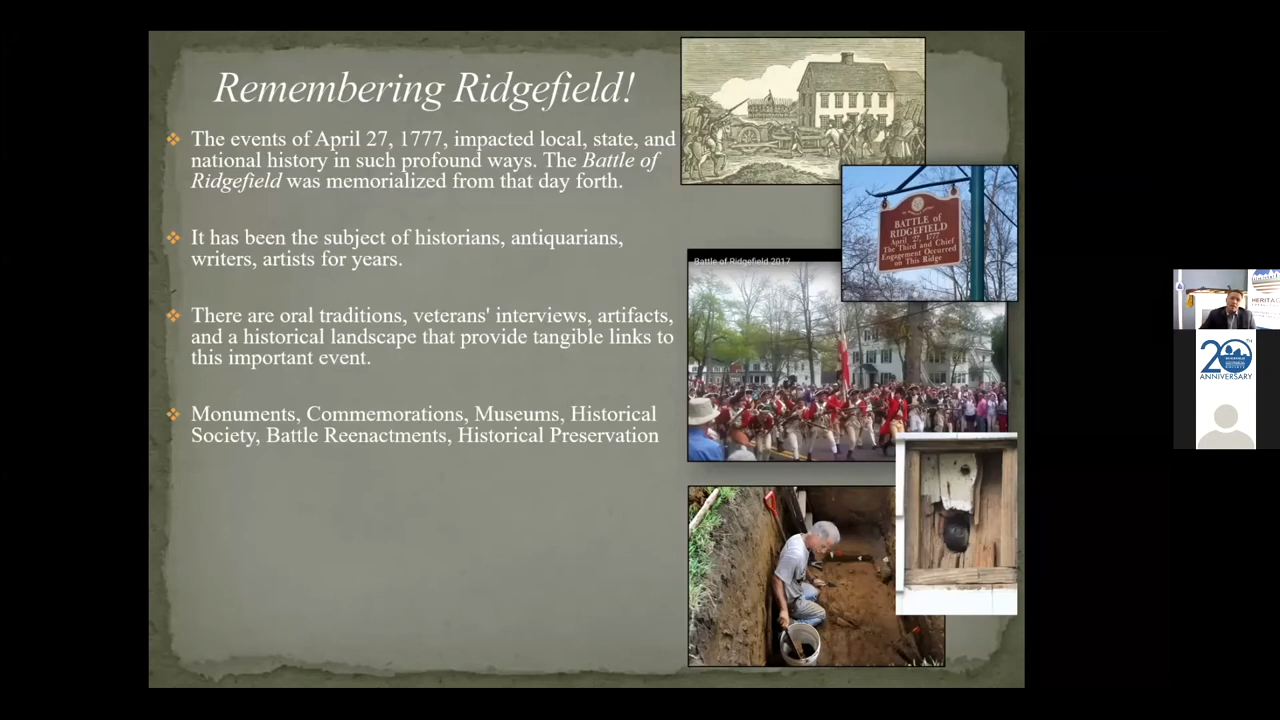 Remembering Ridgefield!
The events of April 27, 1777, impacted local, state, and
national history in such profound ways. The Battle of
Ridgefield was memorialized from that day forth.
It has been the subject of historians, antiquarians,
writers, artists for years.
There are oral traditions, veterans' interviews, artifacts,
and a historical landscape that provide tangible links to
this important event.
Monuments, Commemorations, Museums, Historical
Society, Battle Reenactments, Historical Preservation
BATTLE of
RIDGEFIELD
April 27, 1777
The Third and Chief
Engagement Occurred
on This Ridge
Battle of Ridgefield 2017
20TH
ANNIVERSARY